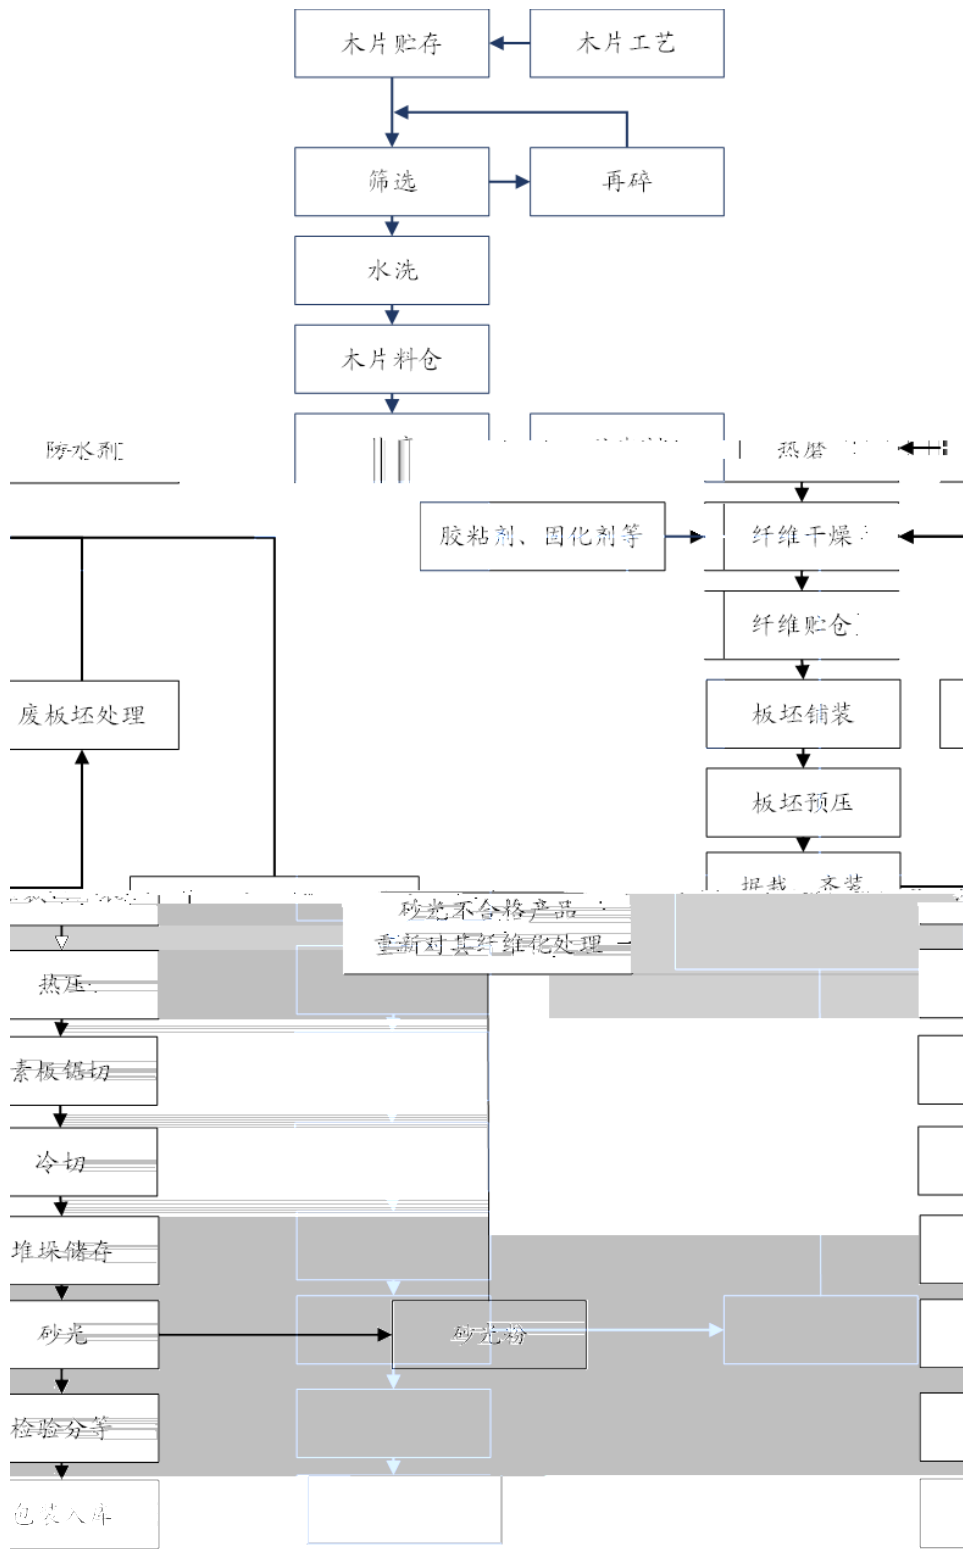 木片贮存
木片工艺
筛选
再碎
水洗
木片料仓
防水剂
热磨
胶粘剂、固化剂等
纤维干燥
纤维贮仓
废板坯处理
板坯铺装
板坯预压
砂光不合格产品
重新对其纤维化处理
热压
素板锯切
冷切
堆垛储存
砂光
砂光粉
检验分等
包装入库